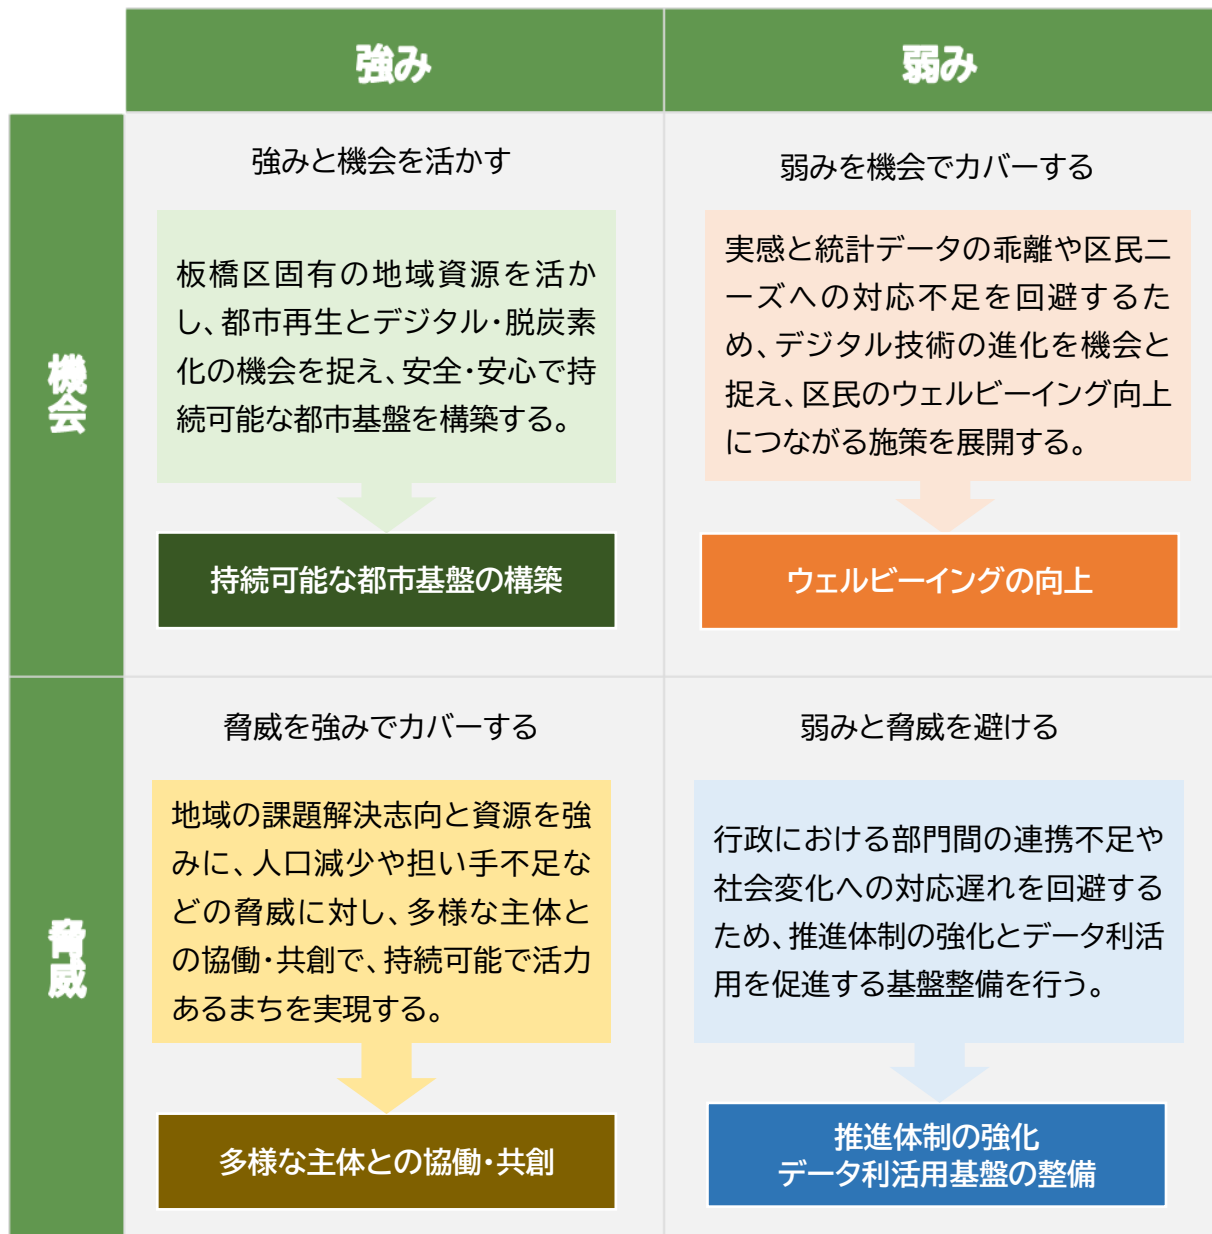 強み
弱み
機会
強みと機会を活かす
板橋区固有の地域資源を活か
し、都市再生とデジタル・脱炭素
化の機会を捉え、安全・安心で持
続可能な都市基盤を構築する。
持続可能な都市基盤の構築
弱みを機会でカバーする
実感と統計データの乖離や区民ニ
ーズへの対応不足を回避するた
め、デジタル技術の進化を機会と
捉え、区民のウェルビーイング向上
につながる施策を展開する。
ウェルビーイングの向上
脅威
脅威を強みでカバーする
地域の課題解決志向と資源を強
みに、人口減少や担い手不足な
どの脅威に対し、多様な主体と
の協働・共創で、持続可能で活力
あるまちを実現する。
多様な主体との協働・共創
弱みと脅威を避ける
行政における部門間の連携不足や
社会変化への対応遅れを回避する
ため、推進体制の強化とデータ利活
用を促進する基盤整備を行う。
推進体制の強化
データ利活用基盤の整備